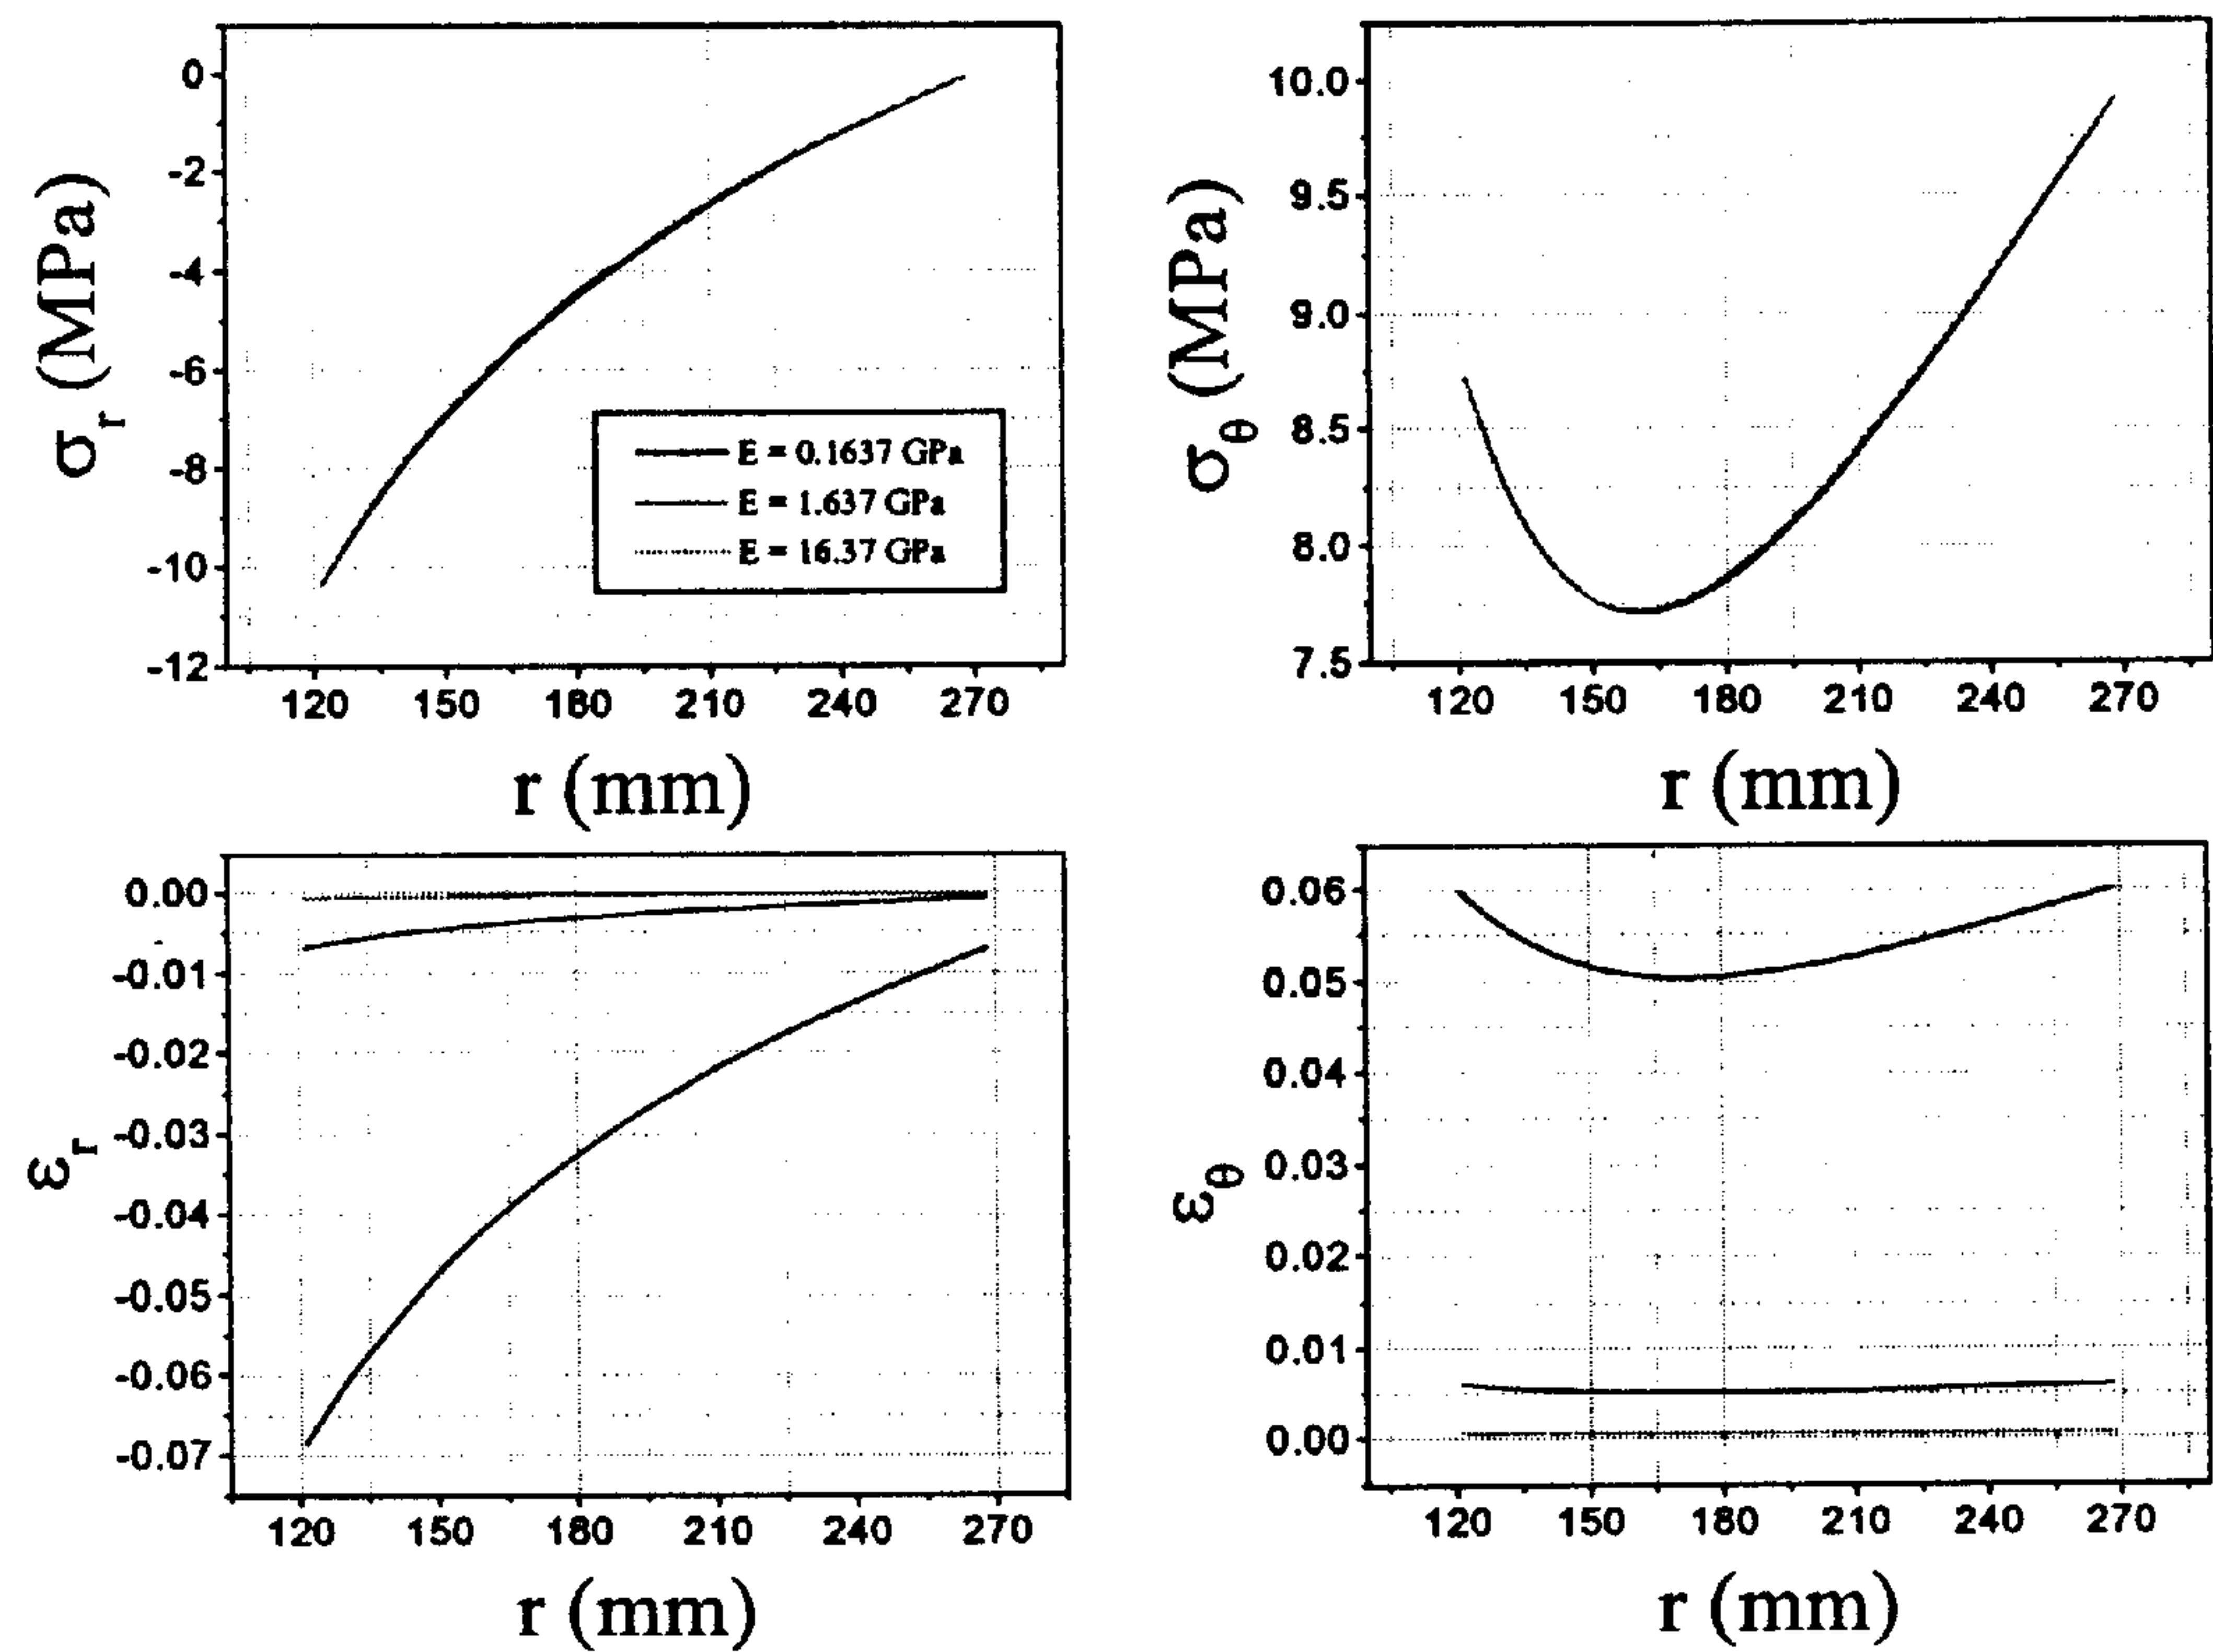 σr (MPa)
0
-2
-4
-6
-8
-10
-12
120 150 180 210 240 270
r (mm)
E = 0.1637 GPa
E = 1.637 GPa
E = 16.37 GPa
σθ (MPa)
10.0
9.5
9.0
8.5
8.0
7.5
120 150 180 210 240 270
r (mm)
εr
0.00
-0.01
-0.02
-0.03
-0.04
-0.05
-0.06
-0.07
120 150 180 210 240 270
r (mm)
εθ
0.06
0.05
0.04
0.03
0.02
0.01
0.00
120 150 180 210 240 270
r (mm)